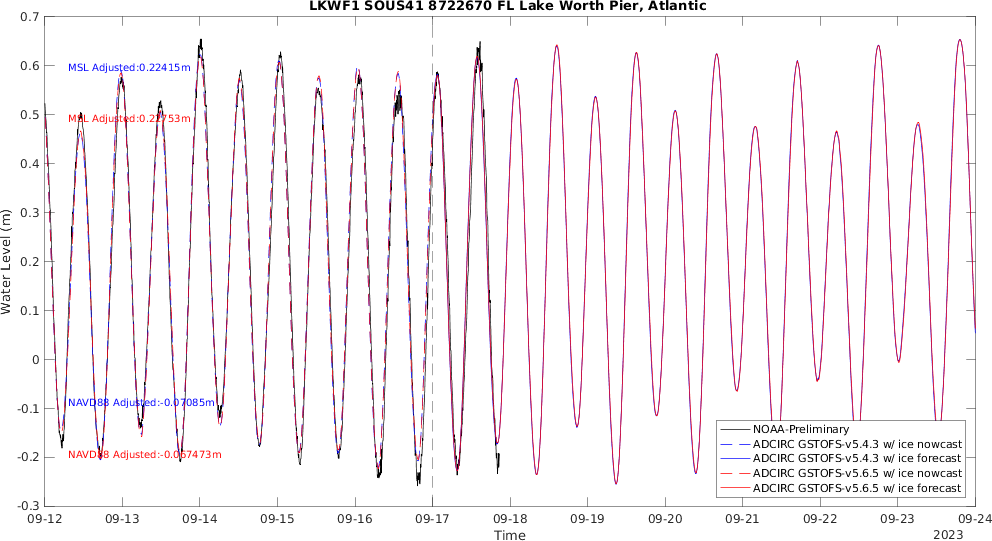 LKWF1 SOUS41 8722670 FL Lake Worth Pier, Atlantic
0.7
0.6
0.5
0.4
0.3
0.2
0.1
0
-0.1
-0.2
-0.3
Water Level (m)
MSL Adjusted:0.22415m
MSL Adjusted:0.22753m
NAVD88 Adjusted:-0.07085m
NAVD88 Adjusted:-0.067473m
NOAA-Preliminary
ADCIRC GSTOFS-v5.4.3 w/ ice nowcast
ADCIRC GSTOFS-v5.4.3 w/ ice forecast
ADCIRC GSTOFS-v5.6.5 w/ ice nowcast
ADCIRC GSTOFS-v5.6.5 w/ ice forecast
09-12 09-13 09-14 09-15 09-16 09-17 09-18 09-19 09-20 09-21 09-22 09-23 09-24
Time
2023